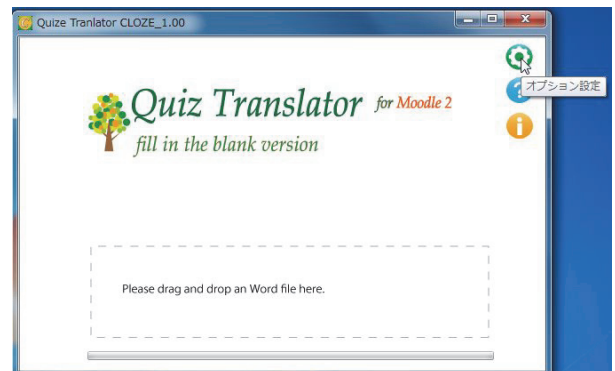 Quize Tranlator CLOZE_1.00
オプション設定
Quiz Translator for Moodle 2
fill in the blank version
Please drag and drop an Word file here.